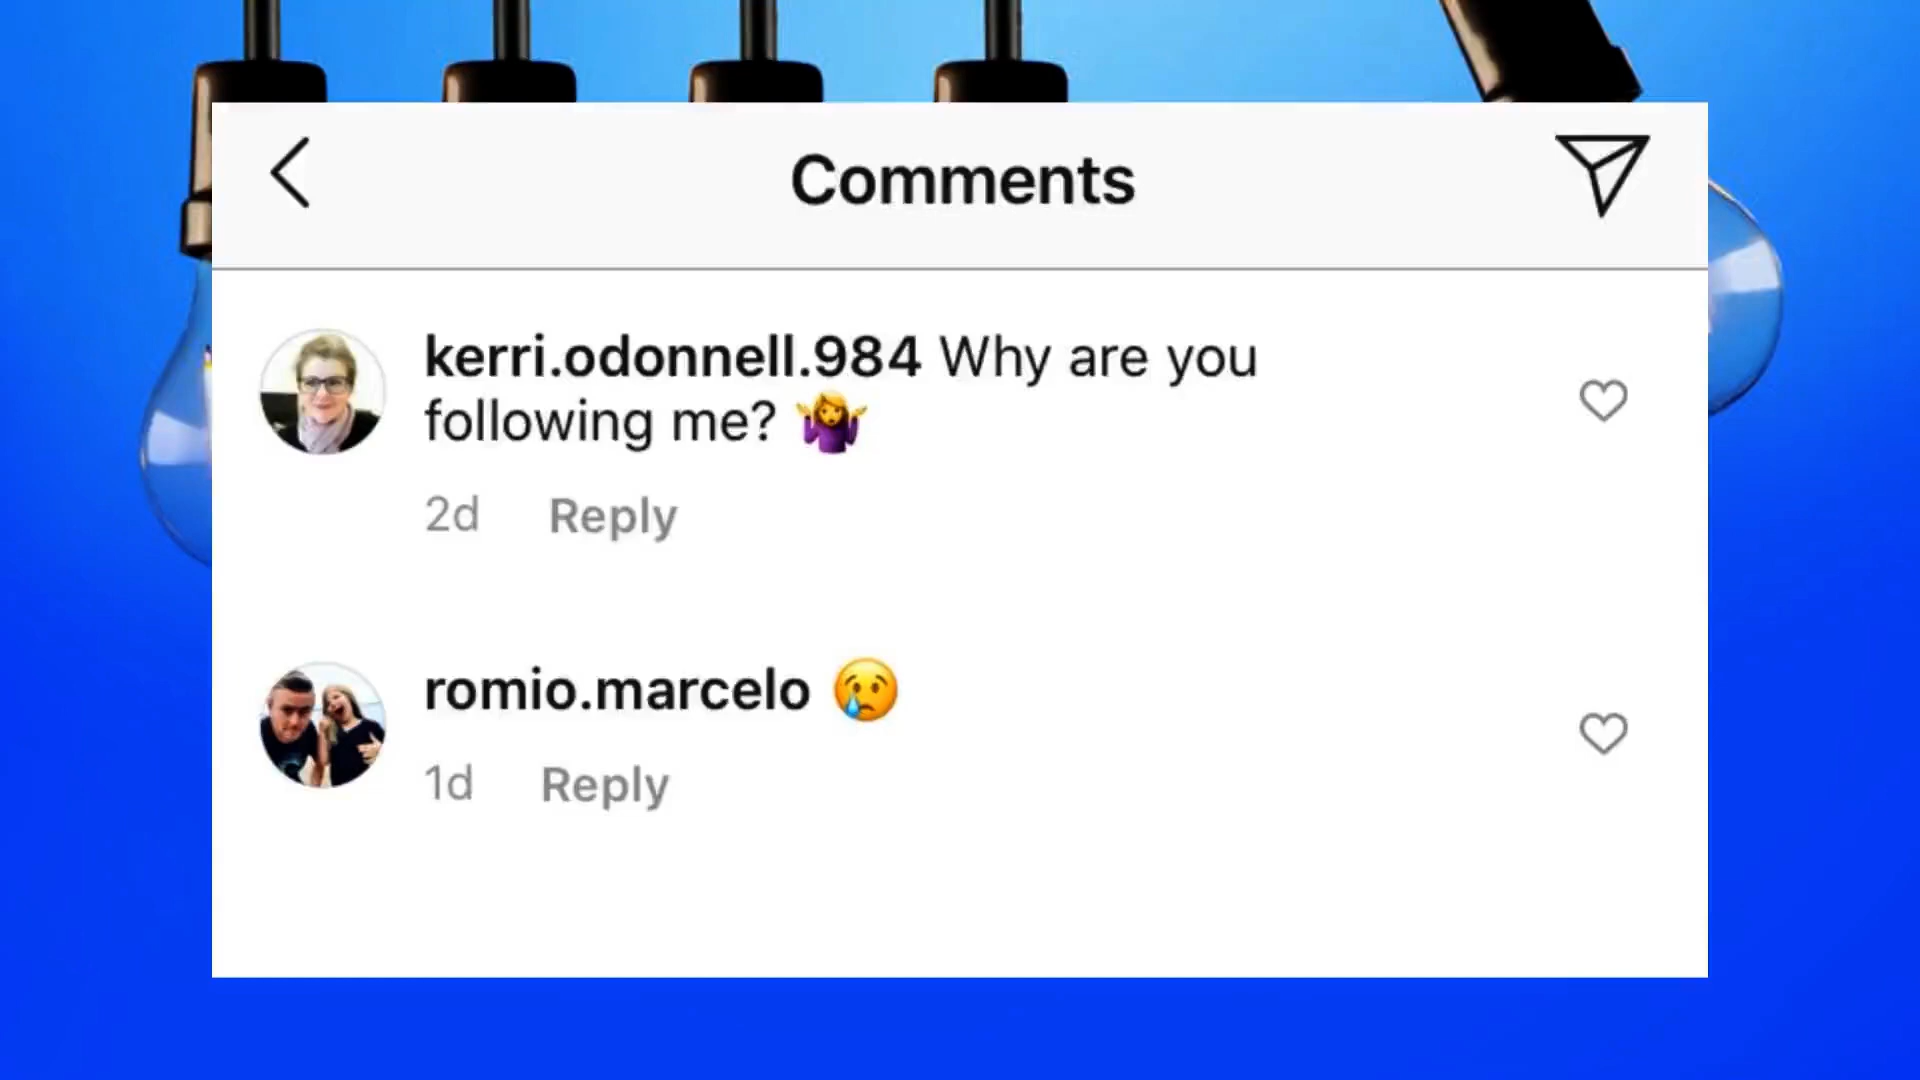 Comments
kerri.odonnell.984 Why are you
following me? 🤷‍♀️
2d Reply
romio.marcelo 😢
1d Reply